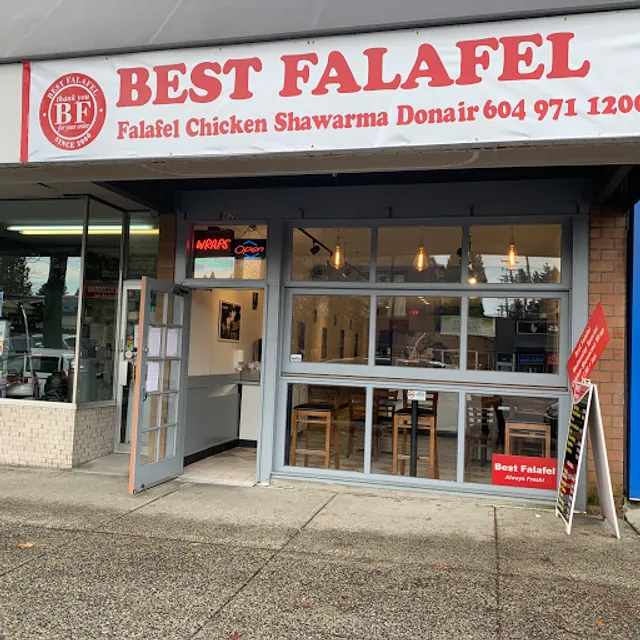 BEST FALAFEL
thank you
BF
for your order
SINCE 2000
BEST FALAFEL
Falafel Chicken Shawarma Donair 604 971 1200
WRAPS
Open
Best Falafel
Always Fresh!